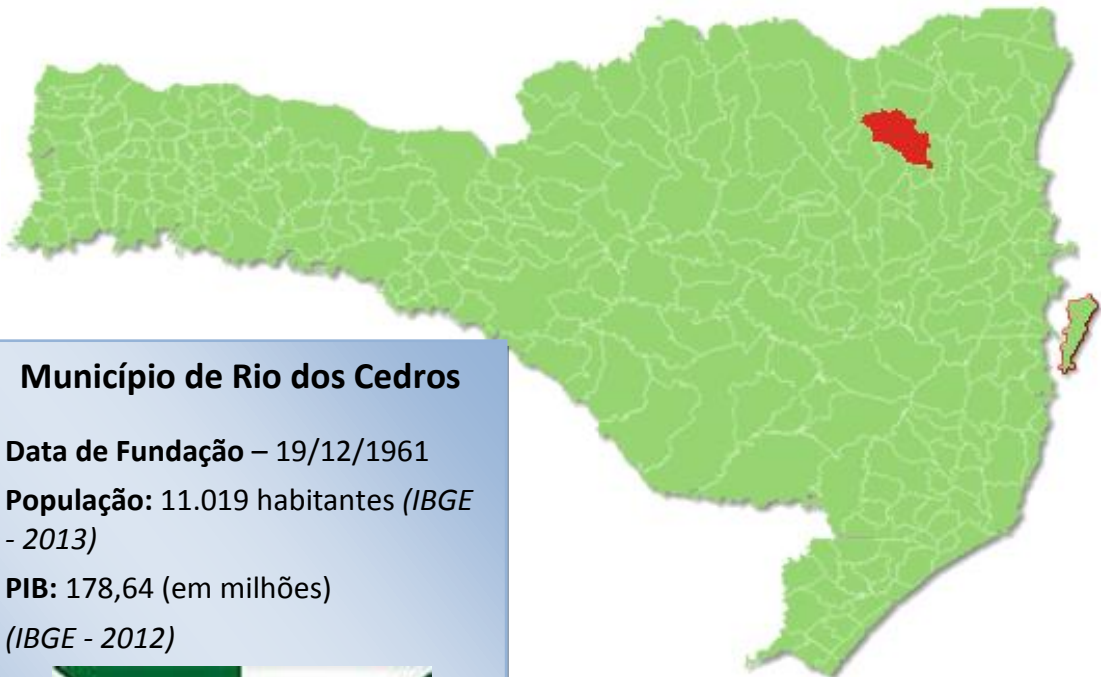 Município de Rio dos Cedros
Data de Fundação – 19/12/1961
População: 11.019 habitantes (IBGE
- 2013)
PIB: 178,64 (em milhões)
(IBGE - 2012)